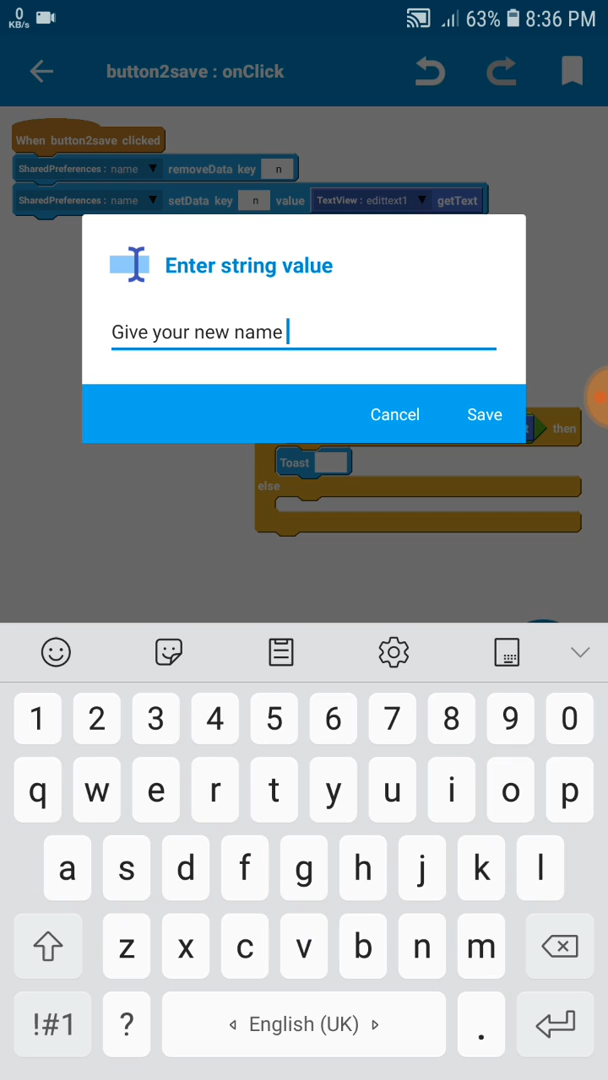 0
KB/s
63% 8:36 PM
button2save : onClick
When button2save clicked
SharedPreferences : name removeData key n
SharedPreferences : name setData key n value TextView : edittext1 getText
Enter string value
Give your new name
Cancel Save
then
Toast
else
1 2 3 4 5 6 7 8 9 0
q w e r t y u i o p
a s d f g h j k l
z x c v b n m
!#1 ? English (UK) .